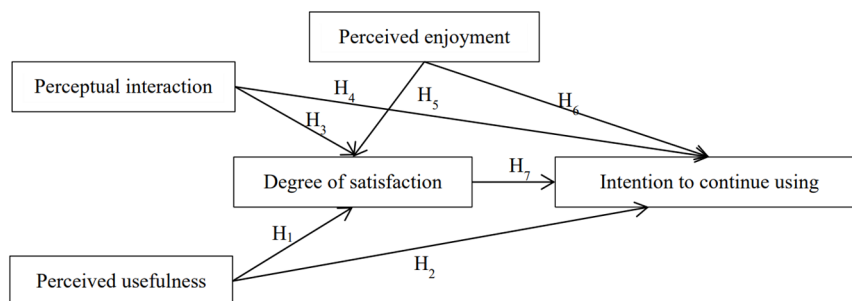 Perceived enjoyment
Perceptual interaction
H4
H5
H6
H3
Degree of satisfaction
H7
Intention to continue using
H1
H2
Perceived usefulness